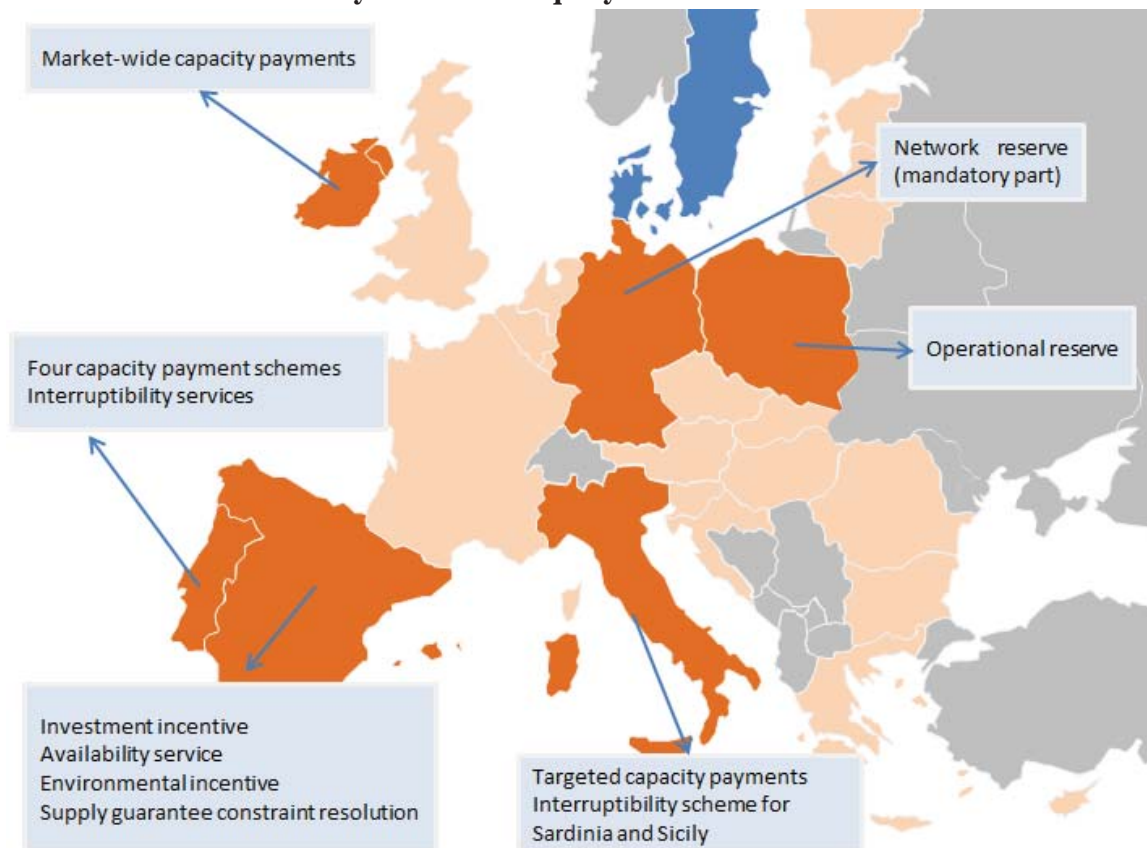 Market-wide capacity payments
Network reserve
(mandatory part)
Operational reserve
Four capacity payment schemes
Interruptibility services
Investment incentive
Availability service
Environmental incentive
Supply guarantee constraint resolution
Targeted capacity payments
Interruptibility scheme for
Sardinia and Sicily